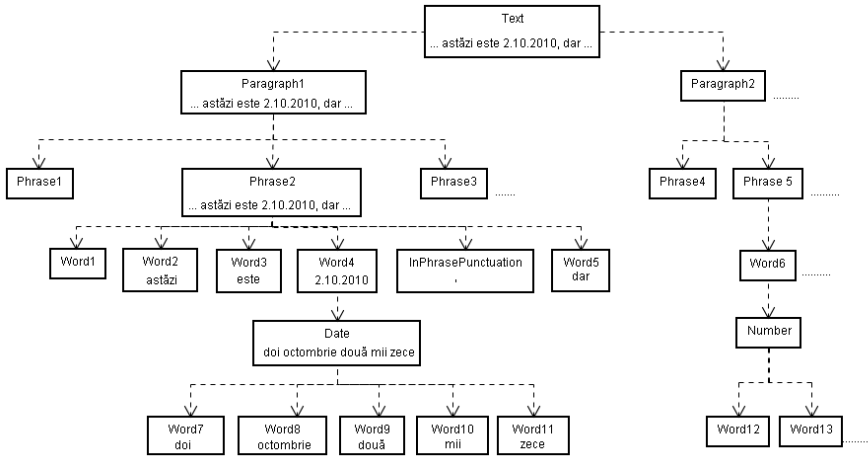 Text
... astăzi este 2.10.2010, dar ...
Paragraph1
... astăzi este 2.10.2010, dar ...
Paragraph2
.........
Phrase1
Phrase2
... astăzi este 2.10.2010, dar ...
Phrase3
.......
Phrase4
Phrase 5
.........
Word1
Word2
astăzi
Word3
este
Word4
2.10.2010
InPhrasePunctuation
,
Word5
dar
Word6
.........
Date
doi octombrie două mii zece
Number
Word7
doi
Word8
octombrie
Word9
două
Word10
mii
Word11
zece
Word12
Word13
.........